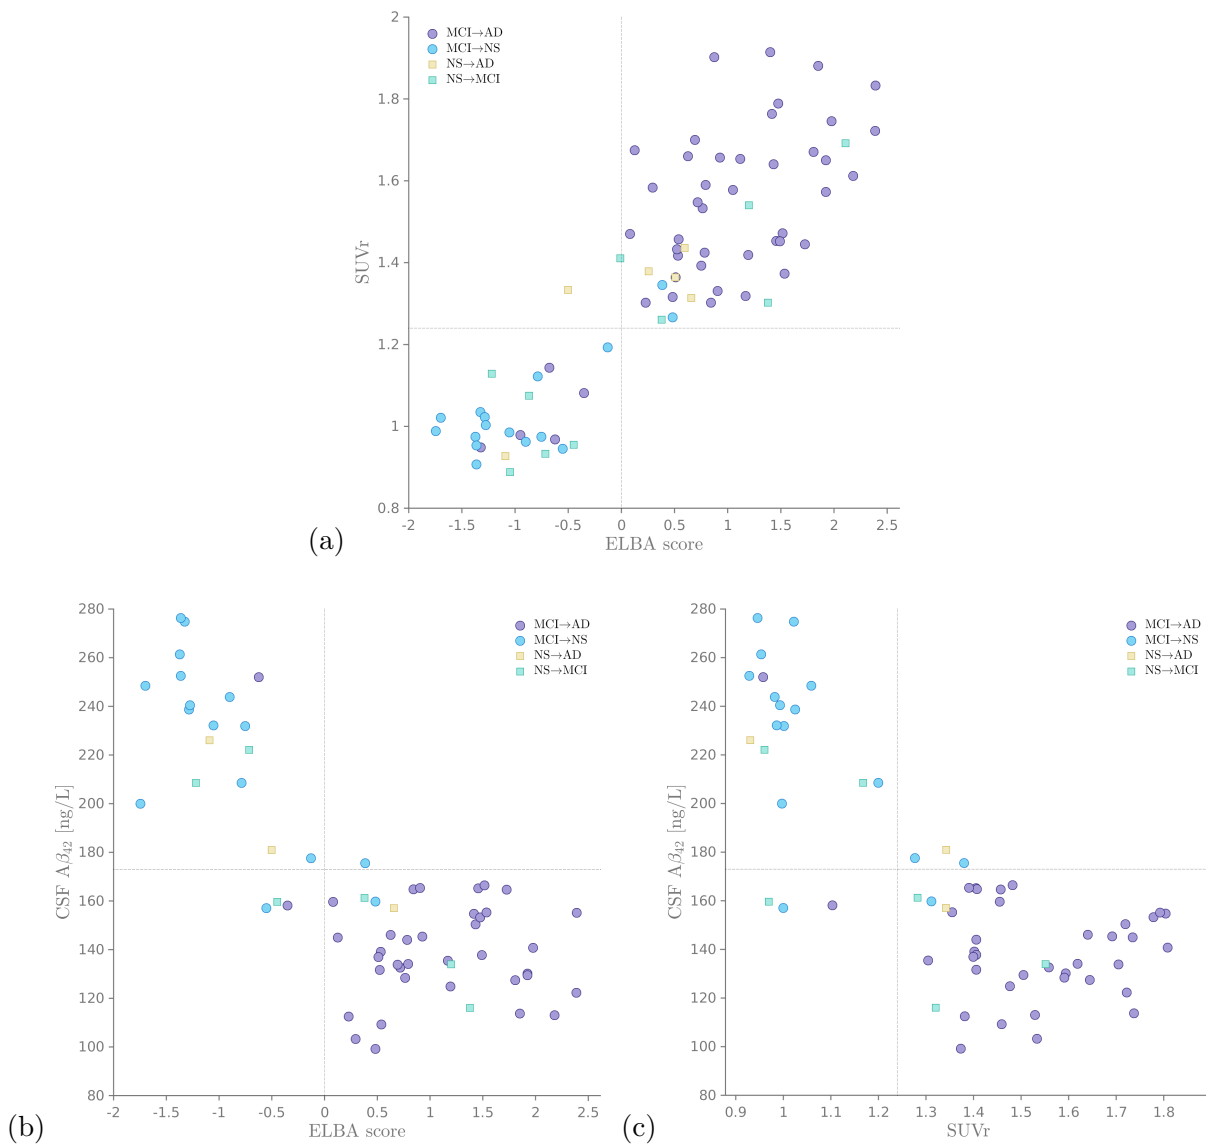 2
1.8
1.6
1.4
1.2
1
0.8
SUVr
MCI→AD
MCI→NS
NS→AD
NS→MCI
-2 -1.5 -1 -0.5 0 0.5 1 1.5 2 2.5
ELBA score
(a)
280
260
240
220
200
180
160
140
120
100
80
CSF Aβ42 [ng/L]
MCI→AD
MCI→NS
NS→AD
NS→MCI
-2 -1.5 -1 -0.5 0 0.5 1 1.5 2 2.5
ELBA score
(b)
280
260
240
220
200
180
160
140
120
100
80
CSF Aβ42 [ng/L]
MCI→AD
MCI→NS
NS→AD
NS→MCI
0.9 1 1.1 1.2 1.3 1.4 1.5 1.6 1.7 1.8
SUVr
(c)